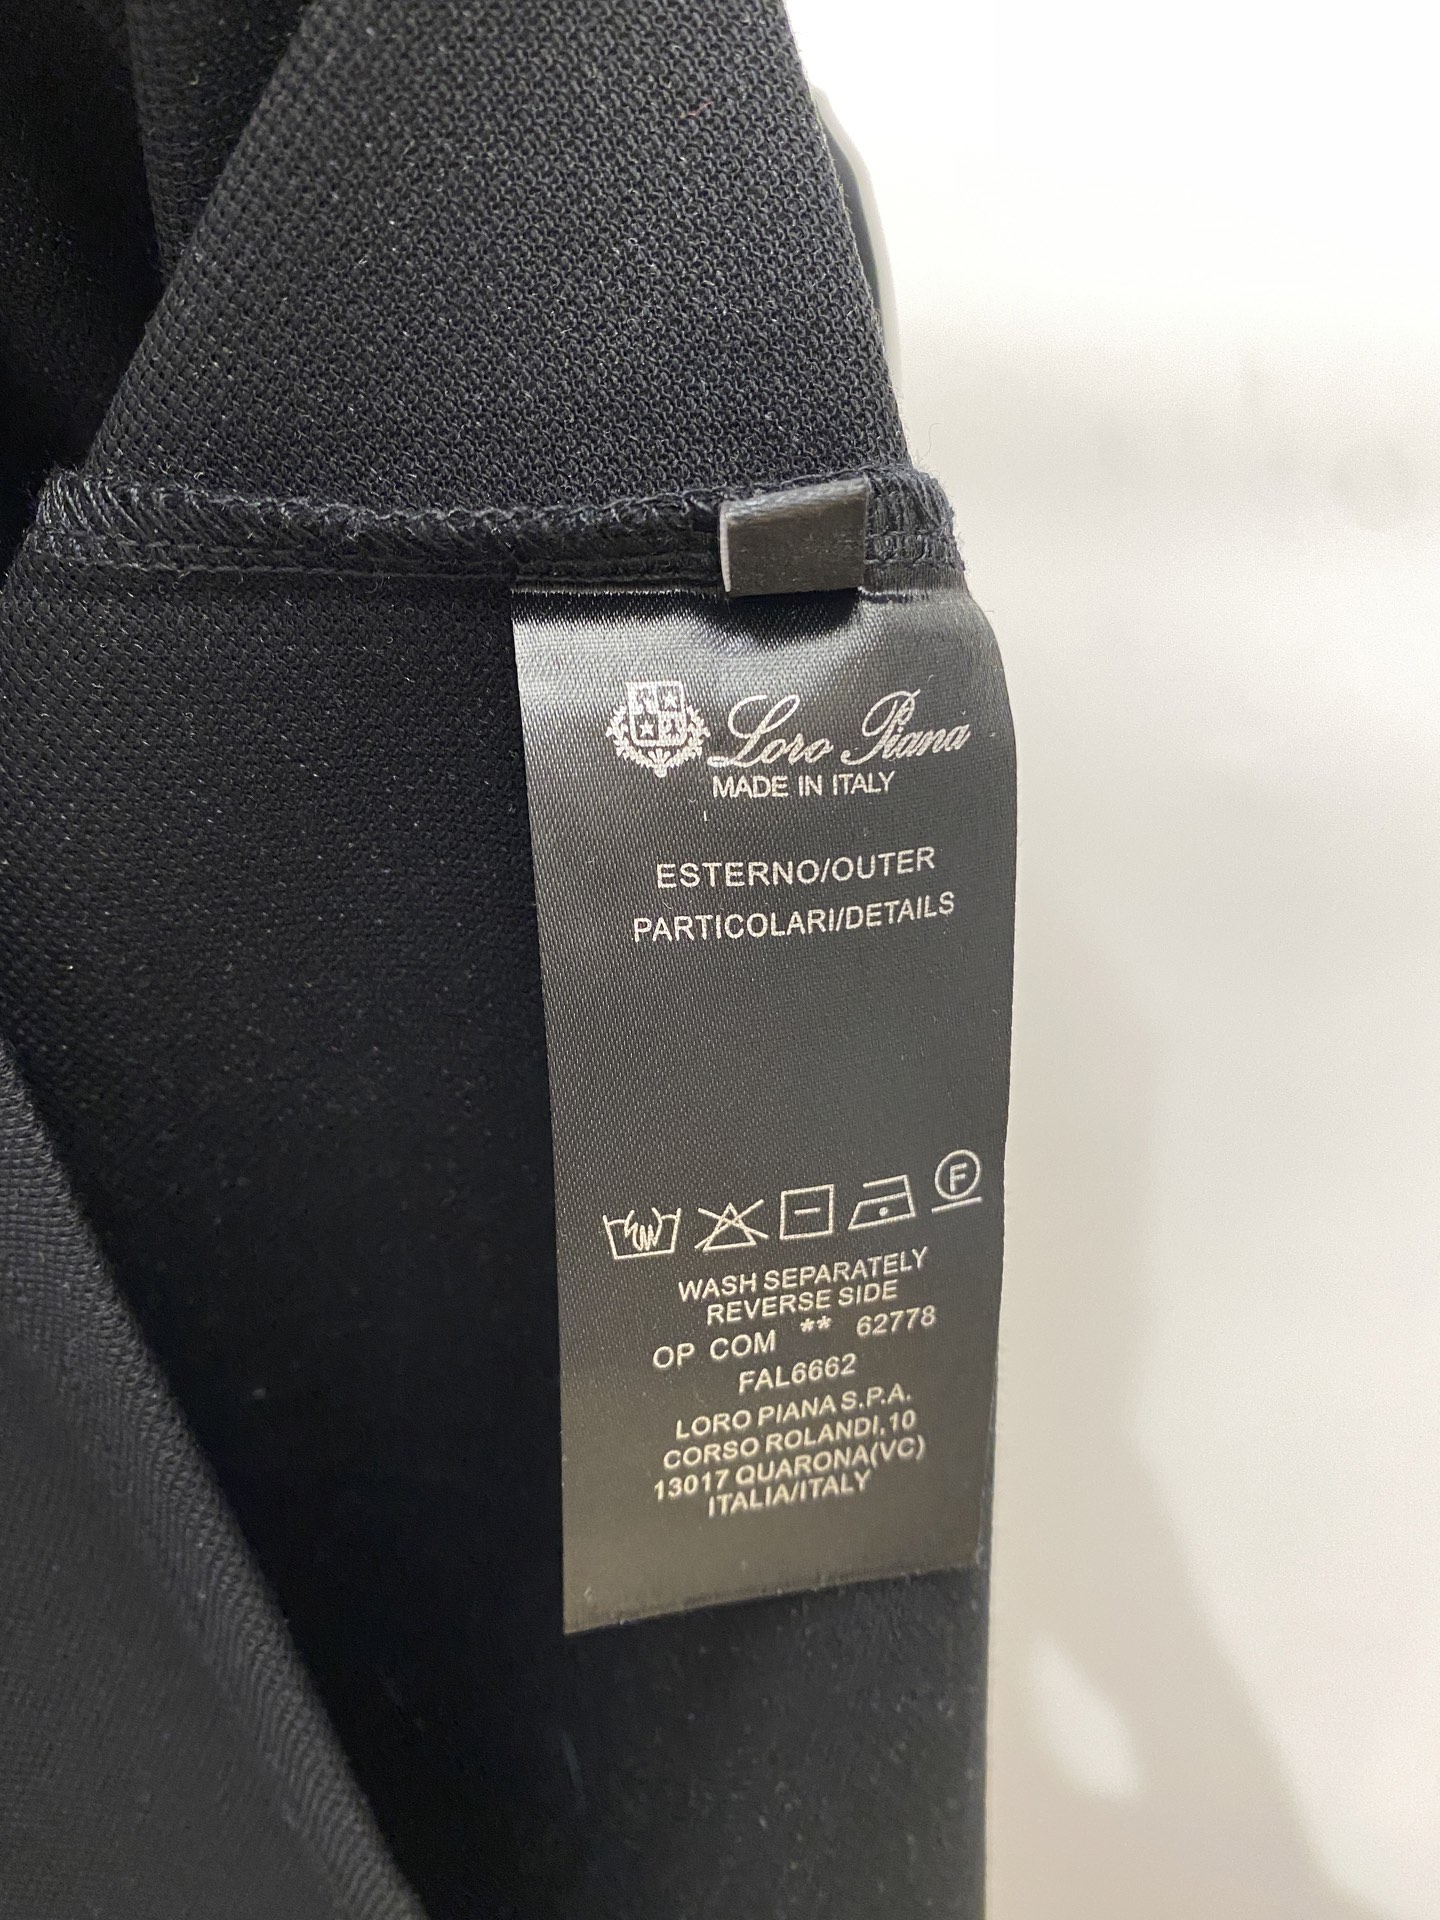 Loro Piana
MADE IN ITALY
ESTERNO/OUTER
PARTICOLARI/DETAILS
F
WASH SEPARATELY
REVERSE SIDE
OP COM ** 62778
FAL6662
LORO PIANA S.P.A.
CORSO ROLANDI,10
13017 QUARONA(VC)
ITALIA/ITALY